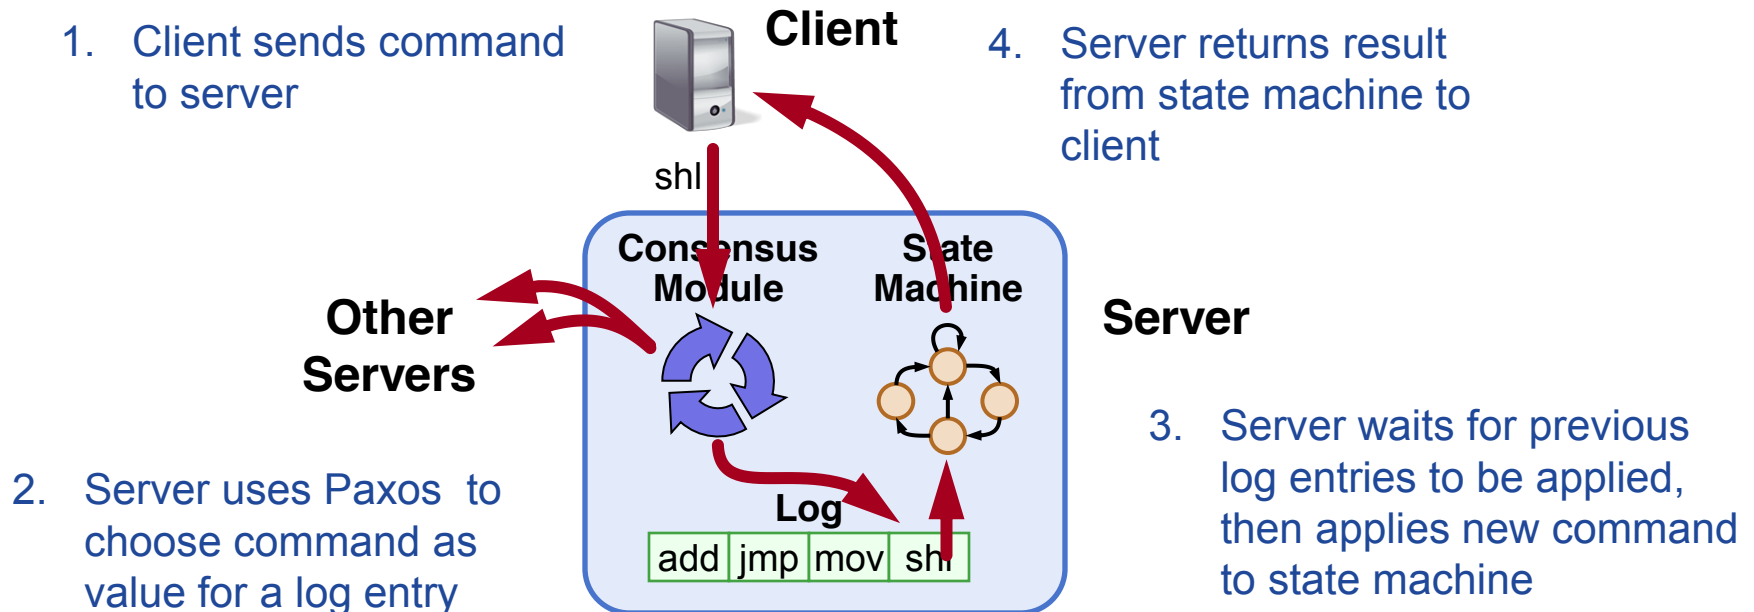 1. Client sends command
to server
Client
4. Server returns result
from state machine to
client
shl
Consensus
Module
State
Machine
Other
Servers
Server
2. Server uses Paxos to
choose command as
value for a log entry
3. Server waits for previous
log entries to be applied,
then applies new command
to state machine
Log
add jmp mov shl